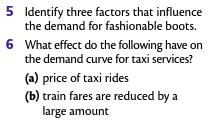 5 Identify three factors that influence
the demand for fashionable boots.
6 What effect do the following have on
the demand curve for taxi services?
(a) price of taxi rides
(b) train fares are reduced by a
large amount